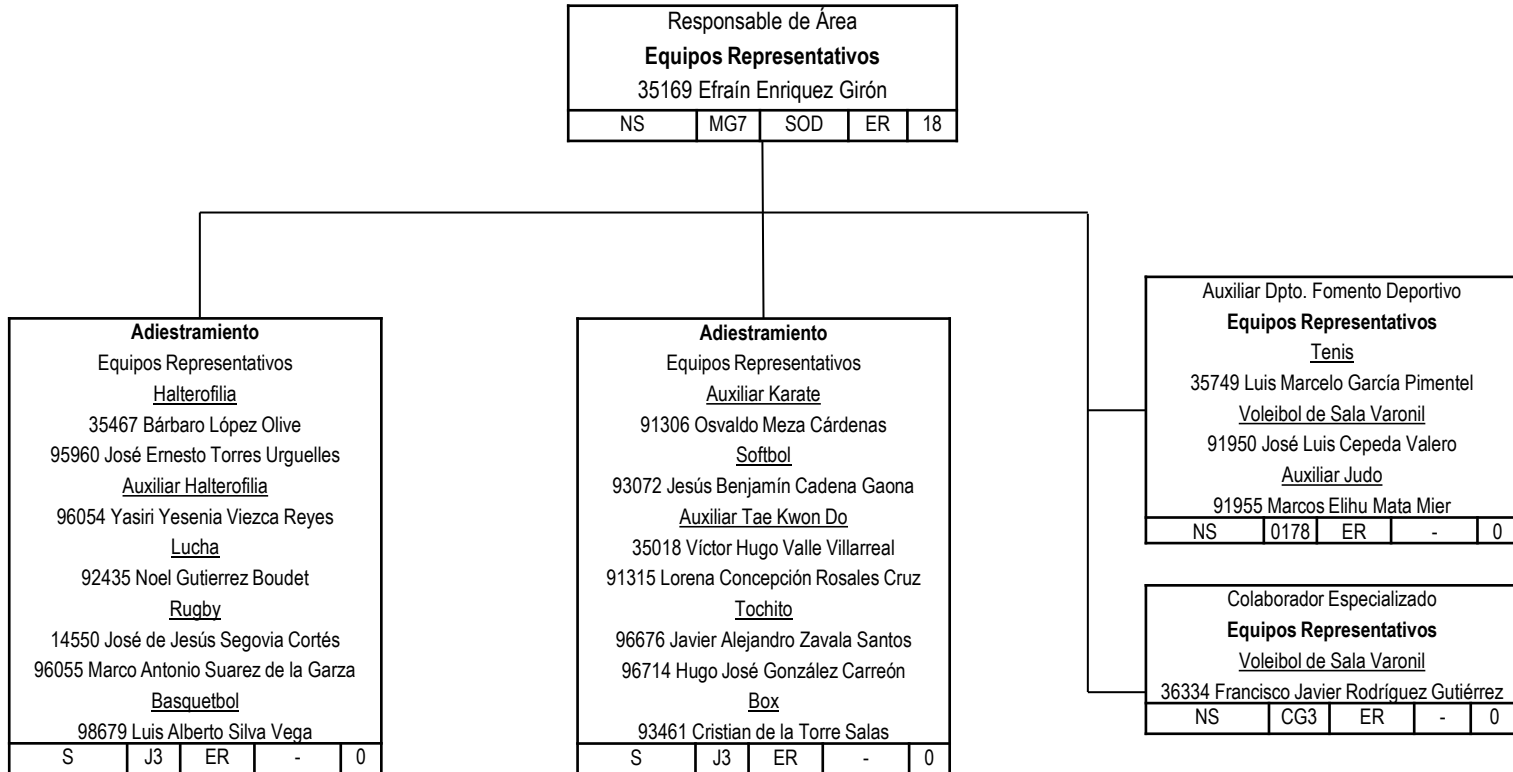 Responsable de Área
Equipos Representativos
35169 Efraín Enriquez Girón
NS MG7 SOD ER 18
Adiestramiento
Equipos Representativos
Halterofilia
35467 Bárbaro López Olive
95960 José Ernesto Torres Urguelles
Auxiliar Halterofilia
96054 Yasiri Yesenia Viezca Reyes
Lucha
92435 Noel Gutierrez Boudet
Rugby
14550 José de Jesús Segovia Cortés
96055 Marco Antonio Suarez de la Garza
Basquetbol
98679 Luis Alberto Silva Vega
S J3 ER - 0
Adiestramiento
Equipos Representativos
Auxiliar Karate
91306 Osvaldo Meza Cárdenas
Softbol
93072 Jesús Benjamín Cadena Gaona
Auxiliar Tae Kwon Do
35018 Víctor Hugo Valle Villarreal
91315 Lorena Concepción Rosales Cruz
Tochito
96676 Javier Alejandro Zavala Santos
96714 Hugo José González Carreón
Box
93461 Cristian de la Torre Salas
S J3 ER - 0
Auxiliar Dpto. Fomento Deportivo
Equipos Representativos
Tenis
35749 Luis Marcelo García Pimentel
Voleibol de Sala Varonil
91950 José Luis Cepeda Valero
Auxiliar Judo
91955 Marcos Elihu Mata Mier
NS 0178 ER - 0
Colaborador Especializado
Equipos Representativos
Voleibol de Sala Varonil
36334 Francisco Javier Rodríguez Gutiérrez
NS CG3 ER - 0